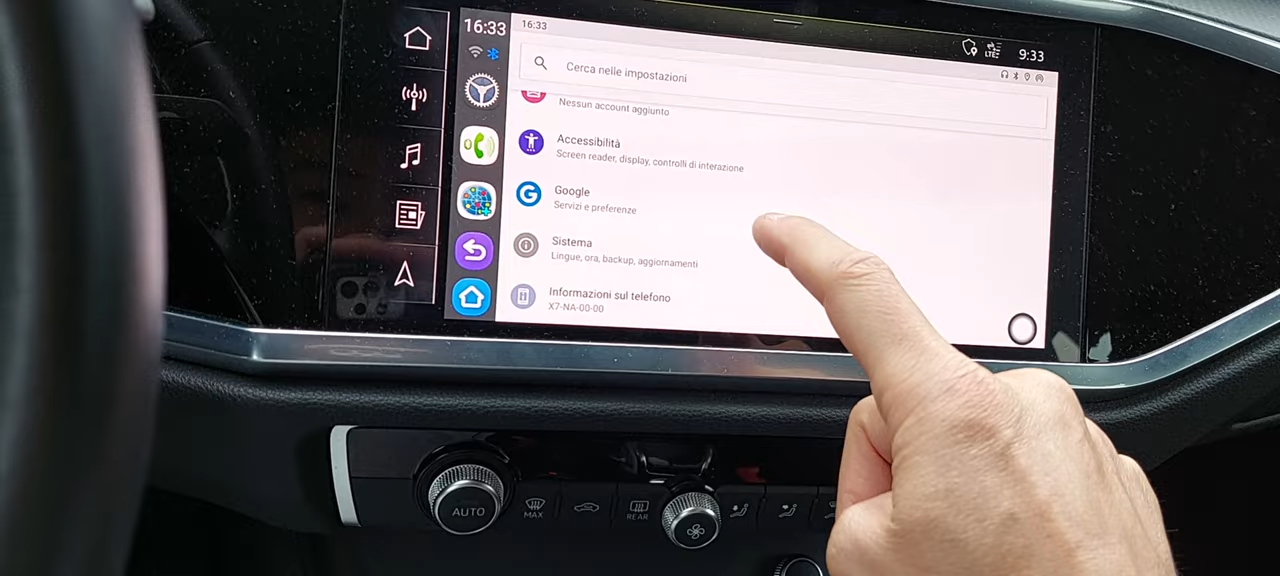 16:33
16:33
LTE
9:33
Cerca nelle impostazioni
Nessun account aggiunto
Accessibilità
Screen reader, display, controlli di interazione
Google
Servizi e preferenze
Sistema
Lingue, ora, backup, aggiornamenti
Informazioni sul telefono
X7-NA-00-00
AUTO
MAX
REAR